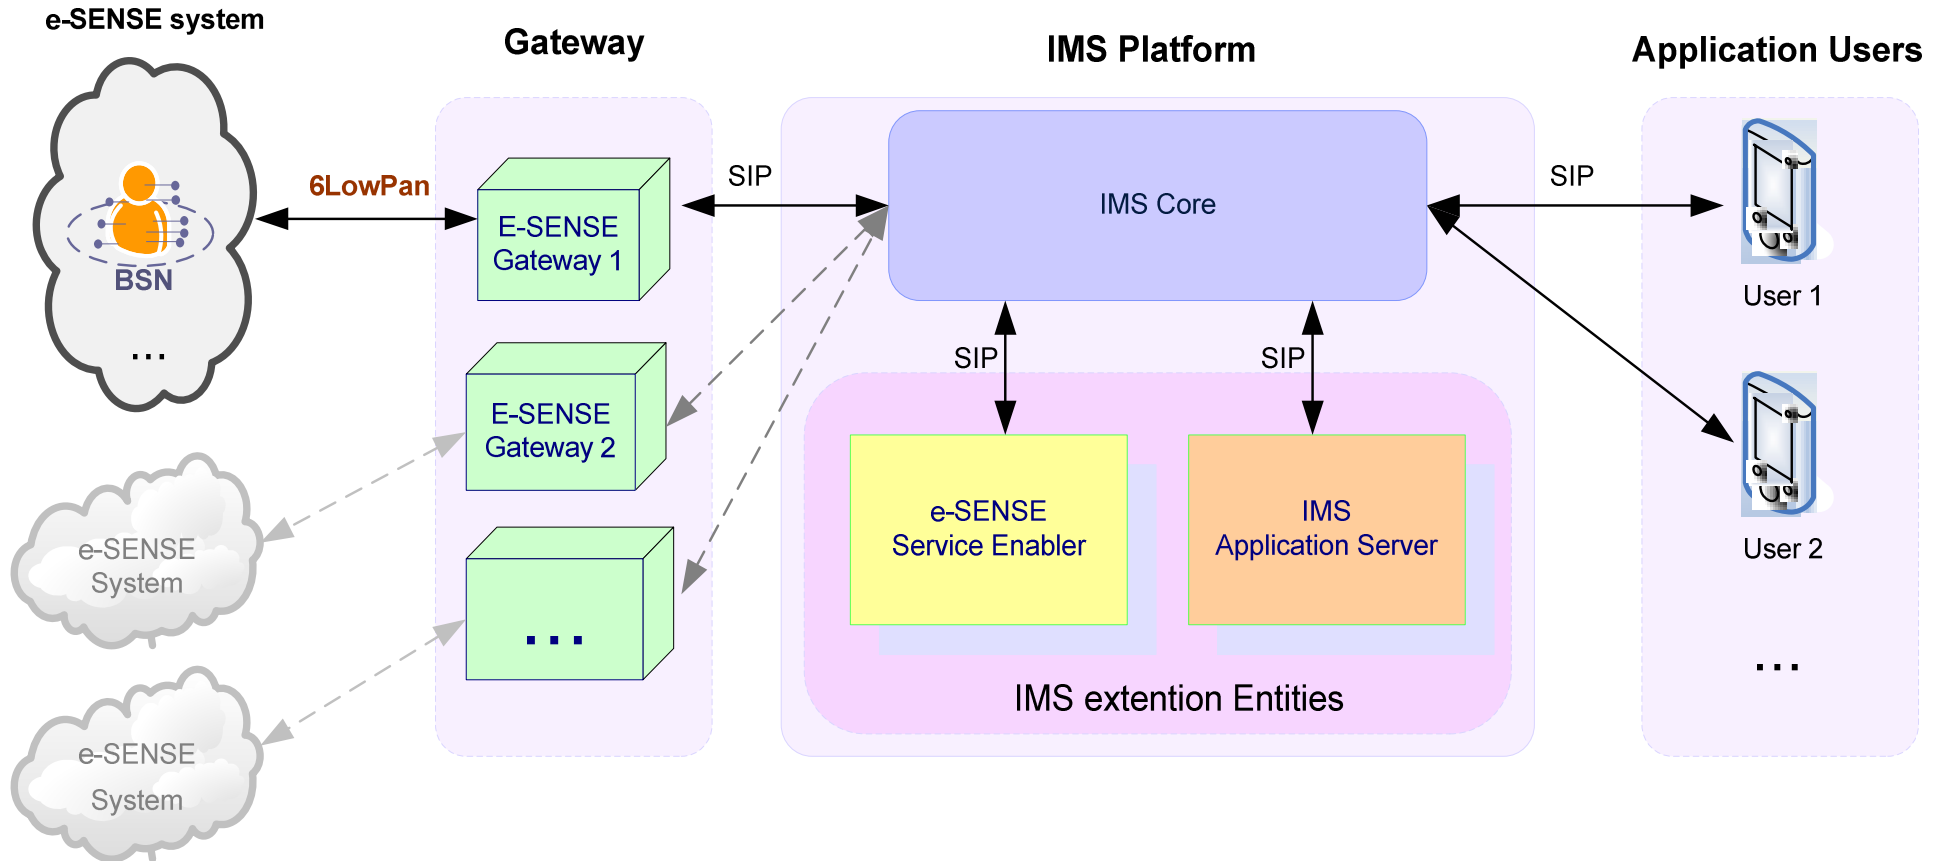 e-SENSE system
Gateway
IMS Platform
Application Users
BSN
...
6LowPan
E-SENSE
Gateway 1
SIP
IMS Core
SIP
User 1
E-SENSE
Gateway 2
SIP
SIP
e-SENSE
System
...
e-SENSE
Service Enabler
IMS
Application Server
User 2
IMS extention Entities
...
e-SENSE
System